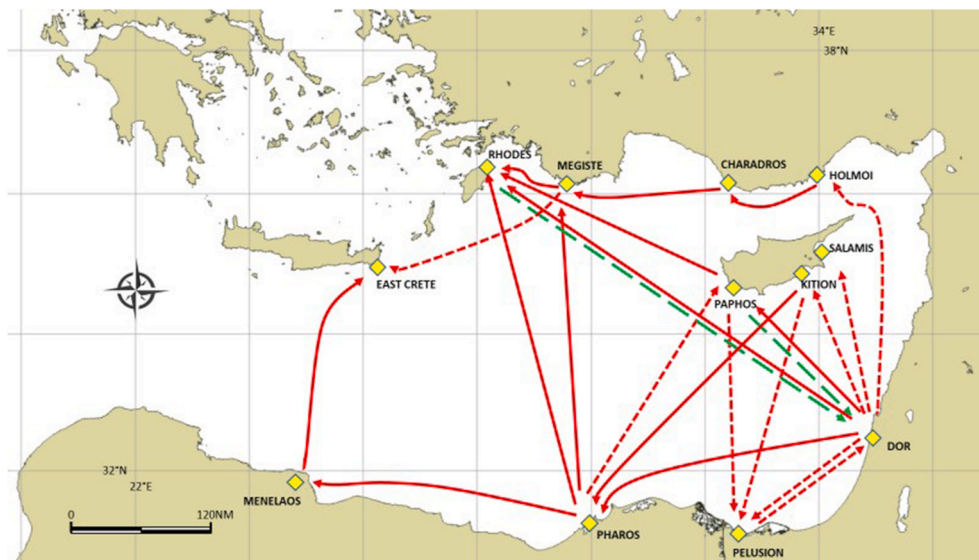 34°E
38°N
RHODES
MEGISTE
CHARADROS
HOLMOI
SALAMIS
EAST CRETE
KITION
PAPHOS
DOR
32°N
22°E
MENELAOS
0 120NM
PHAROS
PELUSION